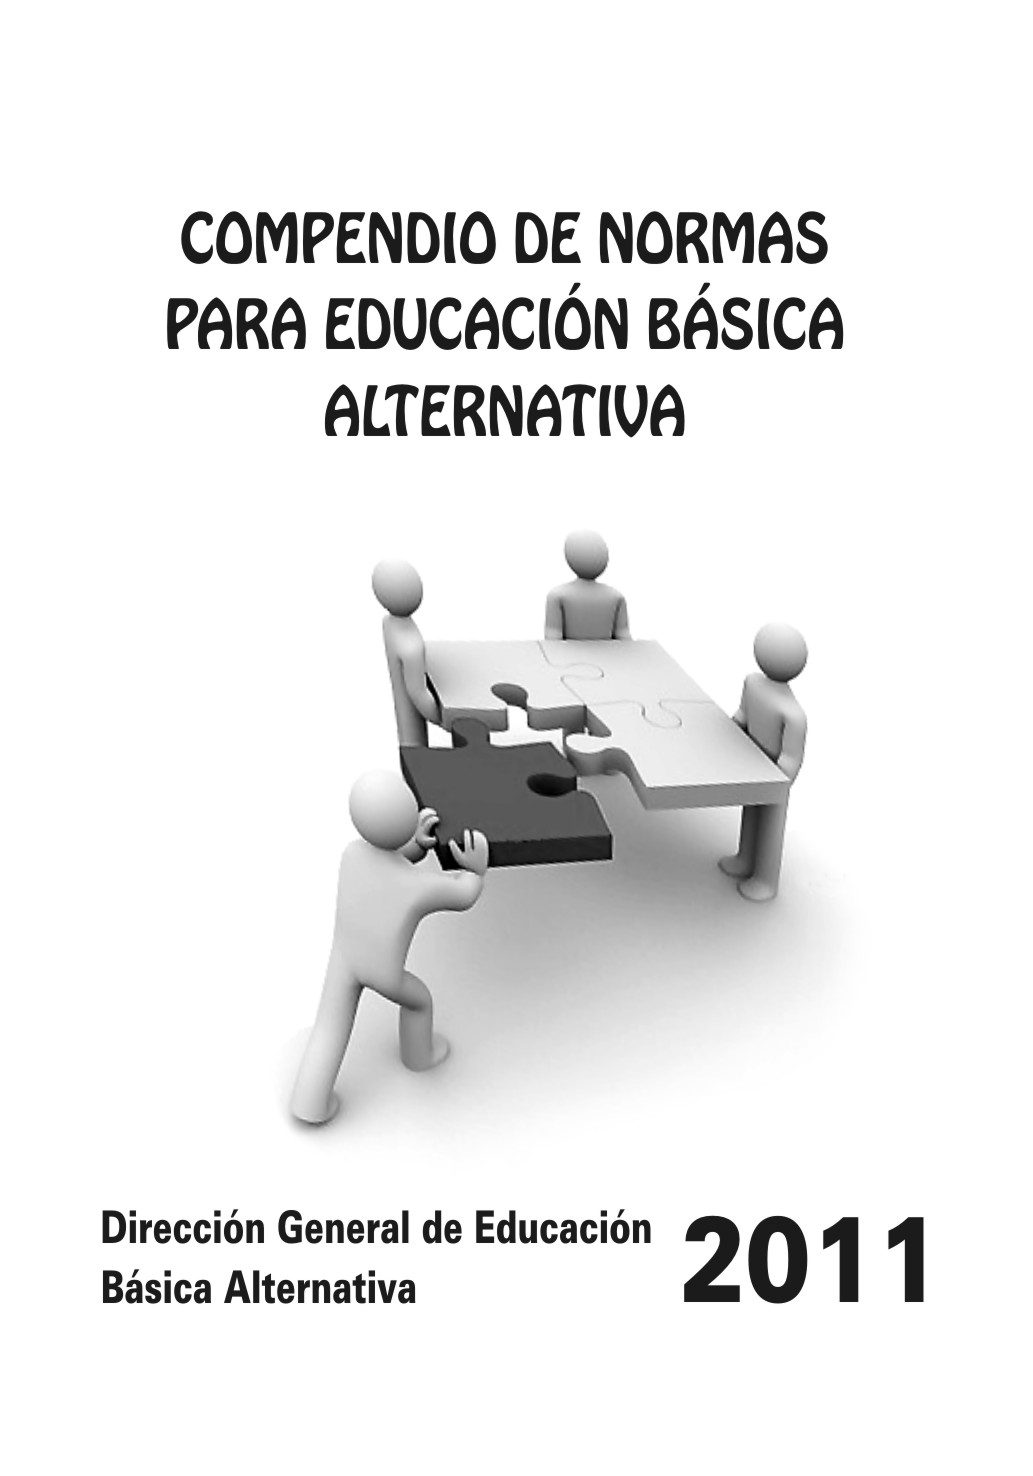 COMPENDIO DE NORMAS
PARA EDUCACIÓN BÁSICA
ALTERNATIVA
Dirección General de Educación
Básica Alternativa
2011